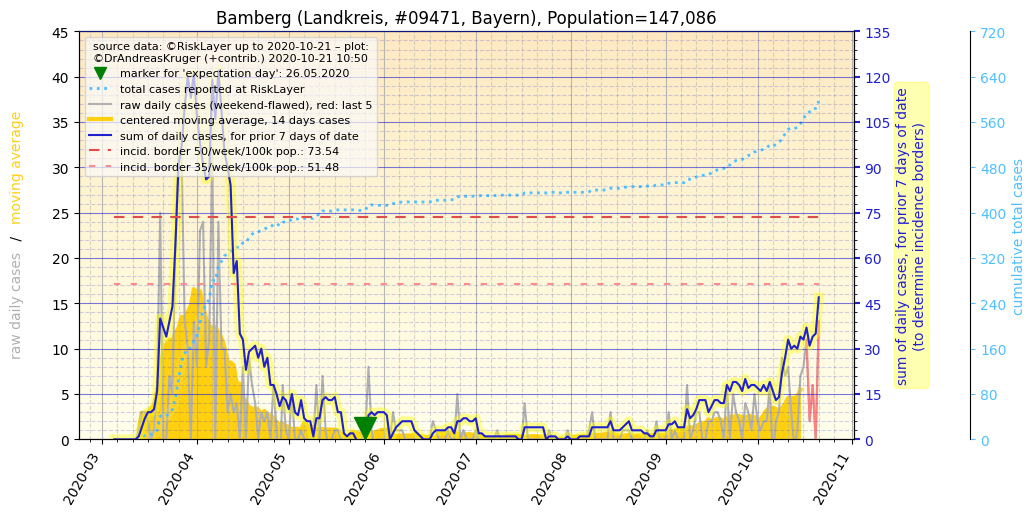 Bamberg (Landkreis, #09471, Bayern), Population=147,086
source data: ©RiskLayer up to 2020-10-21 – plot:
©DrAndreasKruger (+contrib.) 2020-10-21 10:50
marker for 'expectation day': 26.05.2020
total cases reported at RiskLayer
raw daily cases (weekend-flawed), red: last 5
centered moving average, 14 days cases
sum of daily cases, for prior 7 days of date
incid. border 50/week/100k pop.: 73.54
incid. border 35/week/100k pop.: 51.48
raw daily cases / moving average
45
40
35
30
25
20
15
10
5
0
2020-03
2020-04
2020-05
2020-06
2020-07
2020-08
2020-09
2020-10
2020-11
135
120
105
90
75
60
45
30
15
0
sum of daily cases, for prior 7 days of date
(to determine incidence borders)
720
640
560
480
400
320
240
160
80
0
cumulative total cases